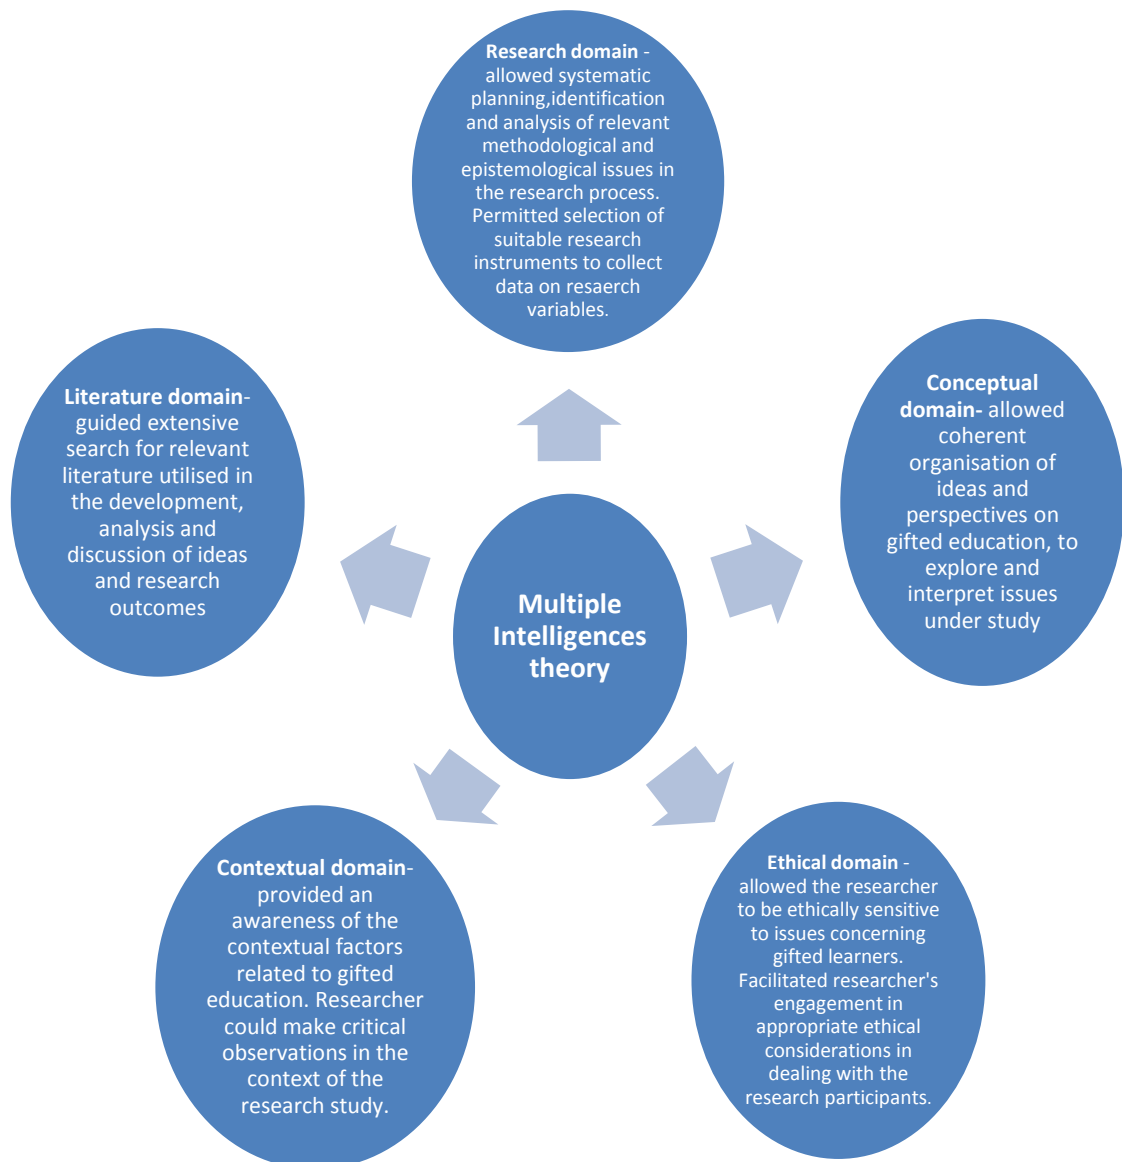 Research domain -
allowed systematic
planning,identification
and analysis of relevant
methodological and
epistemological issues in
the research process.
Permitted selection of
suitable research
instruments to collect
data on resaerch
variables.
Literature domain-
guided extensive
search for relevant
literature utilised in
the development,
analysis and
discussion of ideas
and research
outcomes
Conceptual
domain- allowed
coherent
organisation of
ideas and
perspectives on
gifted education, to
explore and
interpret issues
under study
Multiple
Intelligences
theory
Contextual domain-
provided an
awareness of the
contextual factors
related to gifted
education. Researcher
could make critical
observations in the
context of the
research study.
Ethical domain -
allowed the researcher
to be ethically sensitive
to issues concerning
gifted learners.
Facilitated researcher's
engagement in
appropriate ethical
considerations in
dealing with the
research participants.